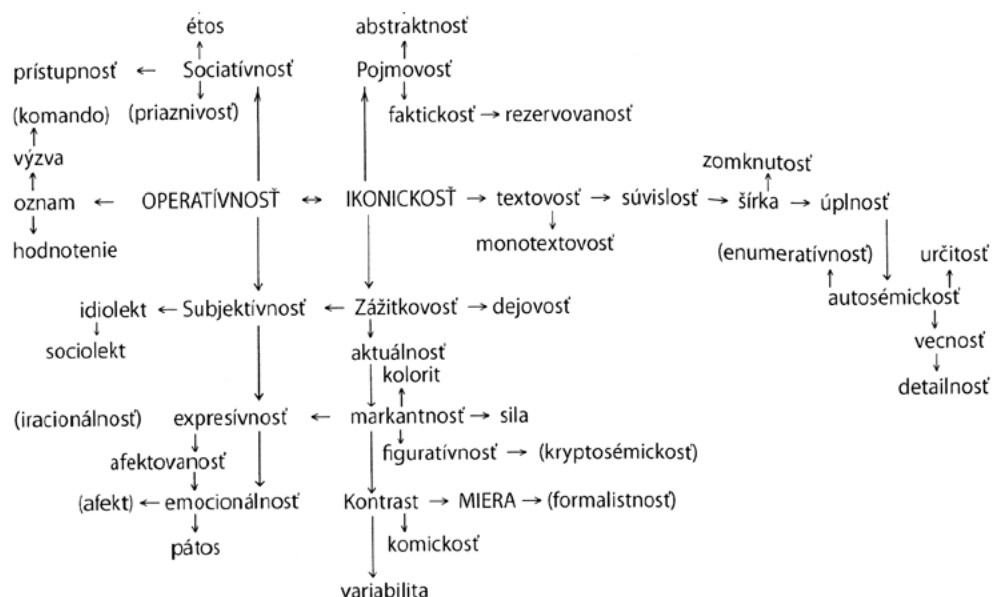 étos abstraktnosť
prístupnosť ← Sociatívnosť Pojmovosť
(komando) (priaznivosť) faktickosť → rezervovanosť
výzva zomknutosť
oznam ← OPERATÍVNOSŤ ↔ IKONICKOSŤ → textovosť → súvislosť → šírka → úplnosť
hodnotenie monotextovosť (enumeratívnosť) určitosť
idiolekt ← Subjektívnosť ← Zážitkovosť → dejovosť autosémickosť
sociolekt aktuálnosť vecnosť
kolorit detailnosť
(iracionálnosť) expresívnosť ← markantnosť → sila
afektovanosť figuratívnosť → (kryptosémickosť)
(afekt) ← emocionálnosť Kontrast → MIERA → (formalistnosť)
pátos komickosť
variabilita